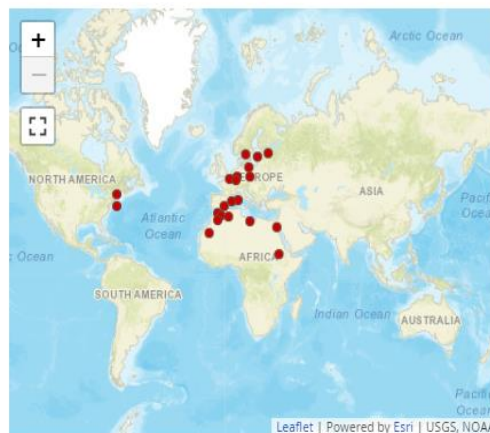 +
−
Arctic Ocean
NORTH AMERICA
EUROPE
ASIA
Atlantic
Ocean
AFRICA
SOUTH AMERICA
Indian Ocean
AUSTRALIA
Leaflet | Powered by Esri | USGS, NOAA